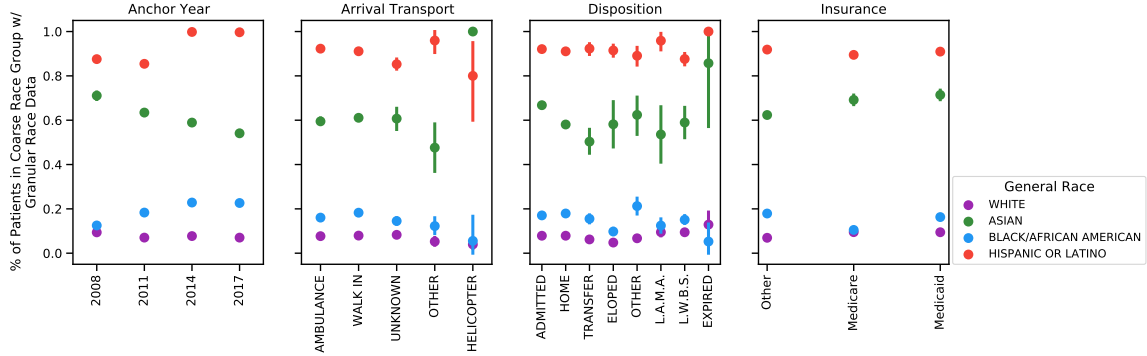 Anchor Year
Arrival Transport
Disposition
Insurance
% of Patients in Coarse Race Group w/
Granular Race Data
1.0
0.8
0.6
0.4
0.2
0.0
2008
2011
2014
2017
AMBULANCE
WALK IN
UNKNOWN
OTHER
HELICOPTER
ADMITTED
HOME
TRANSFER
ELOPED
OTHER
L.A.M.A.
L.W.B.S.
EXPIRED
Other
Medicare
Medicaid
General Race
WHITE
ASIAN
BLACK/AFRICAN AMERICAN
HISPANIC OR LATINO